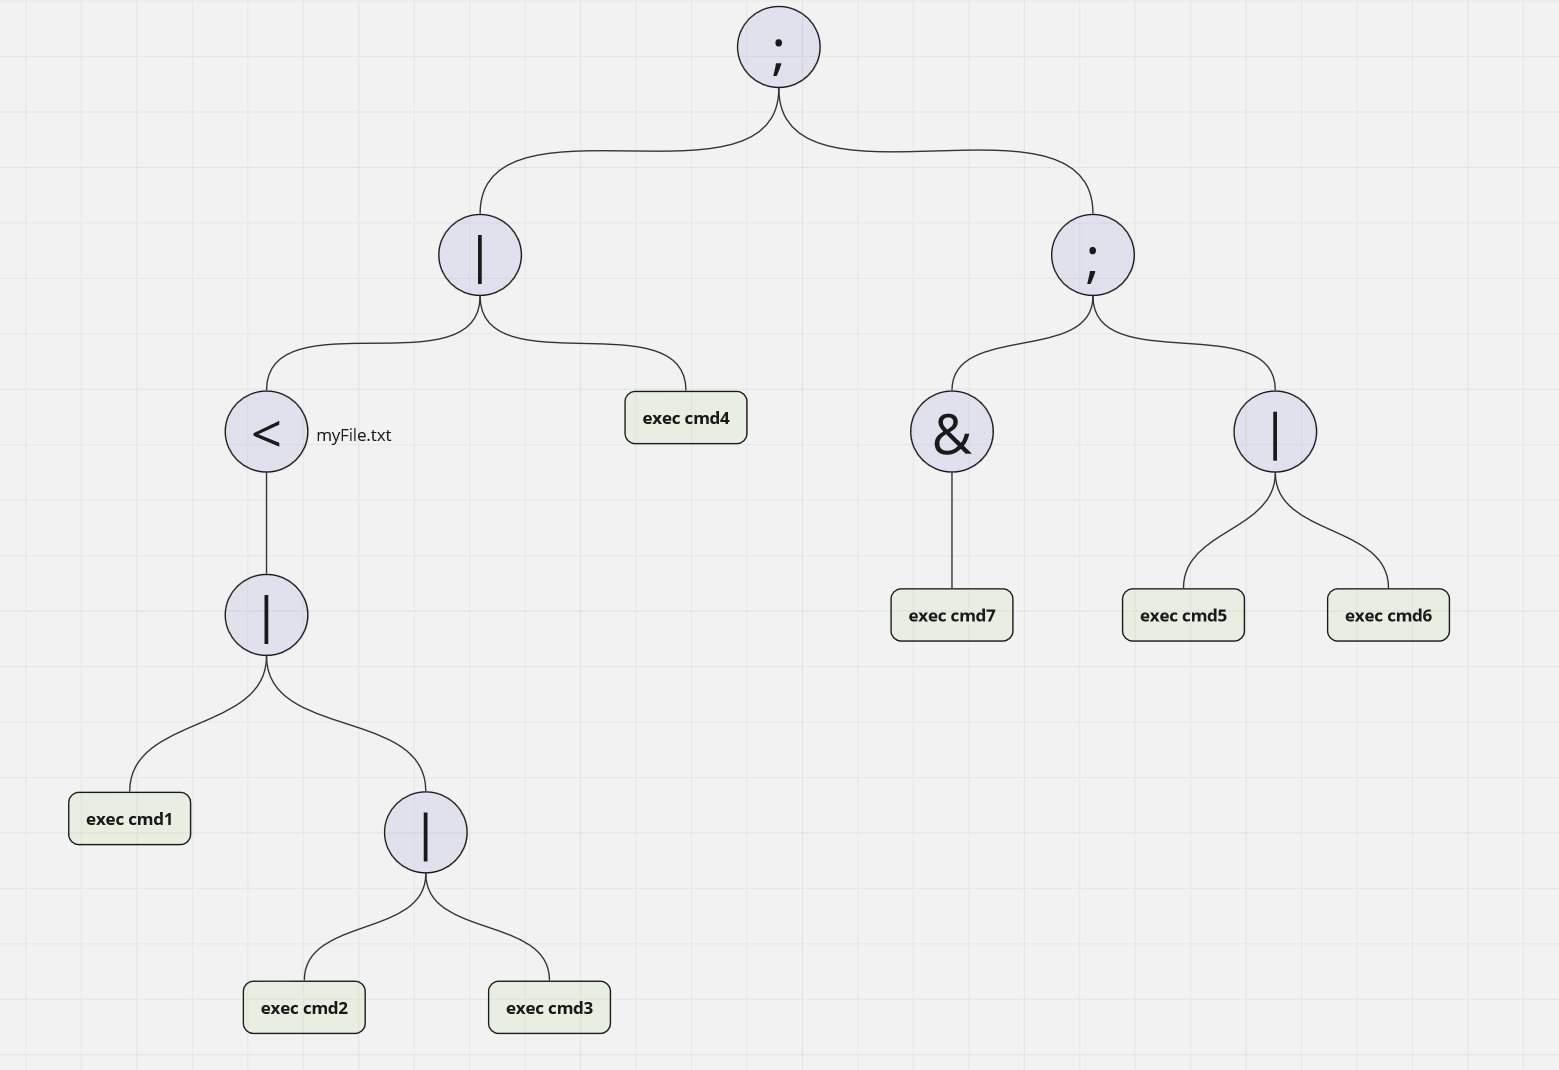 ;
|
;
<
myFile.txt
exec cmd4
&
|
|
exec cmd7
exec cmd5
exec cmd6
exec cmd1
|
exec cmd2
exec cmd3